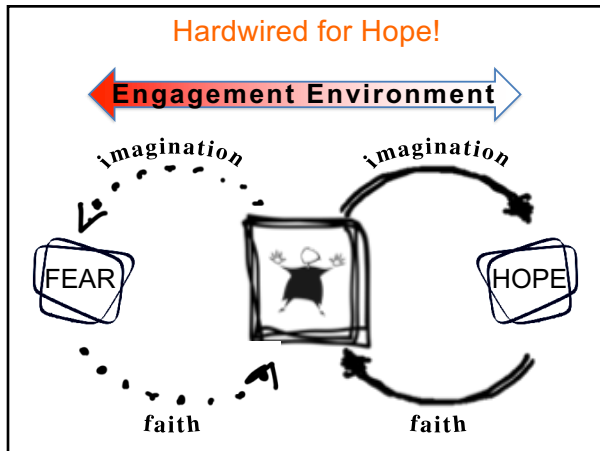 Hardwired for Hope!
Engagement Environment
imagination
imagination
FEAR
HOPE
faith
faith